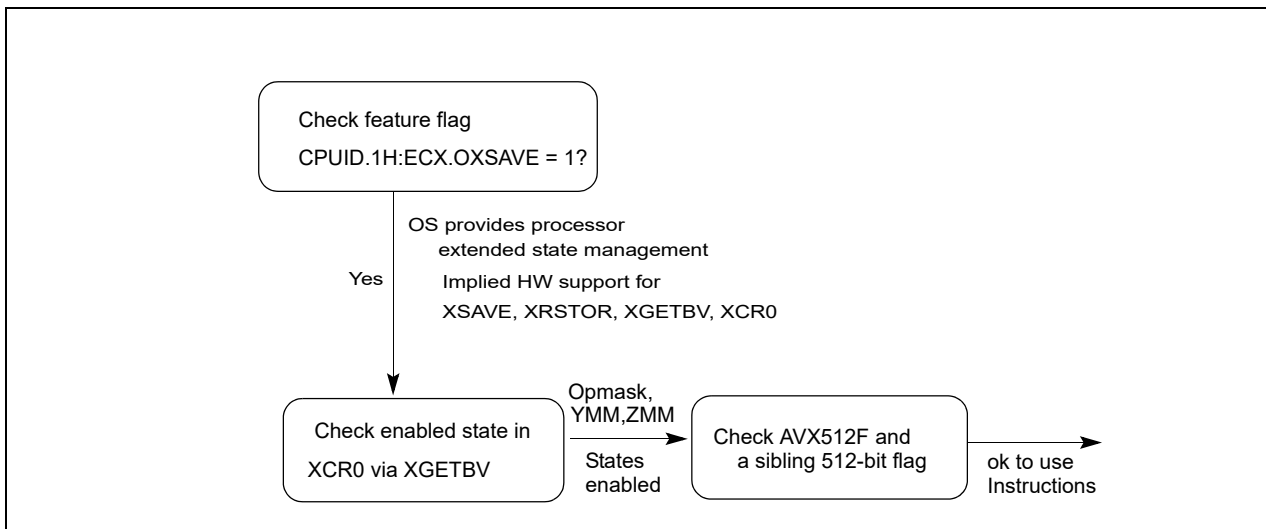 Check feature flag
CPUID.1H:ECX.OXSAVE = 1?
OS provides processor
extended state management
Yes
Implied HW support for
XSAVE, XRSTOR, XGETBV, XCR0
Check enabled state in
XCR0 via XGETBV
Opmask,
YMM,ZMM
States
enabled
Check AVX512F and
a sibling 512-bit flag
ok to use
Instructions